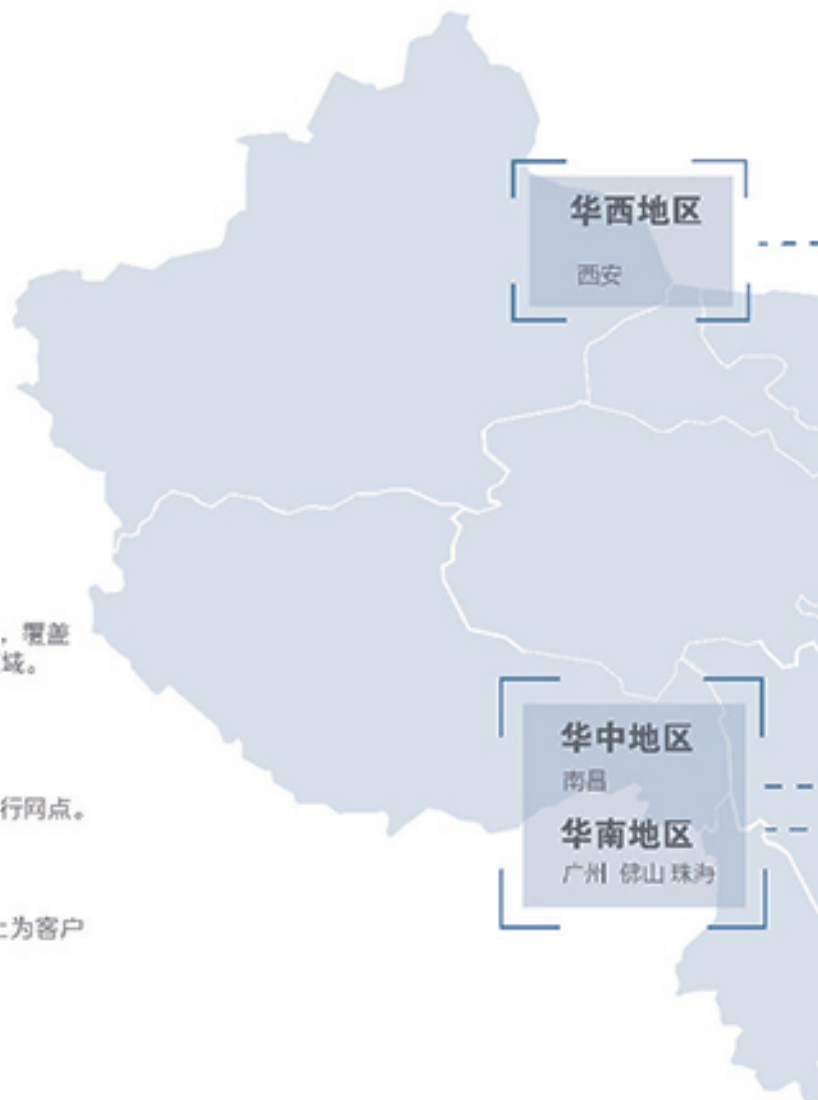 华西地区
西安
，覆盖
域。
华中地区
南昌
行网点。
华南地区
广州 佛山 珠海
上为客户